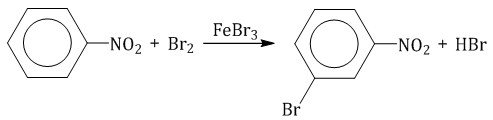 FeBr₃
NO₂ + Br₂
NO₂ + HBr
Br